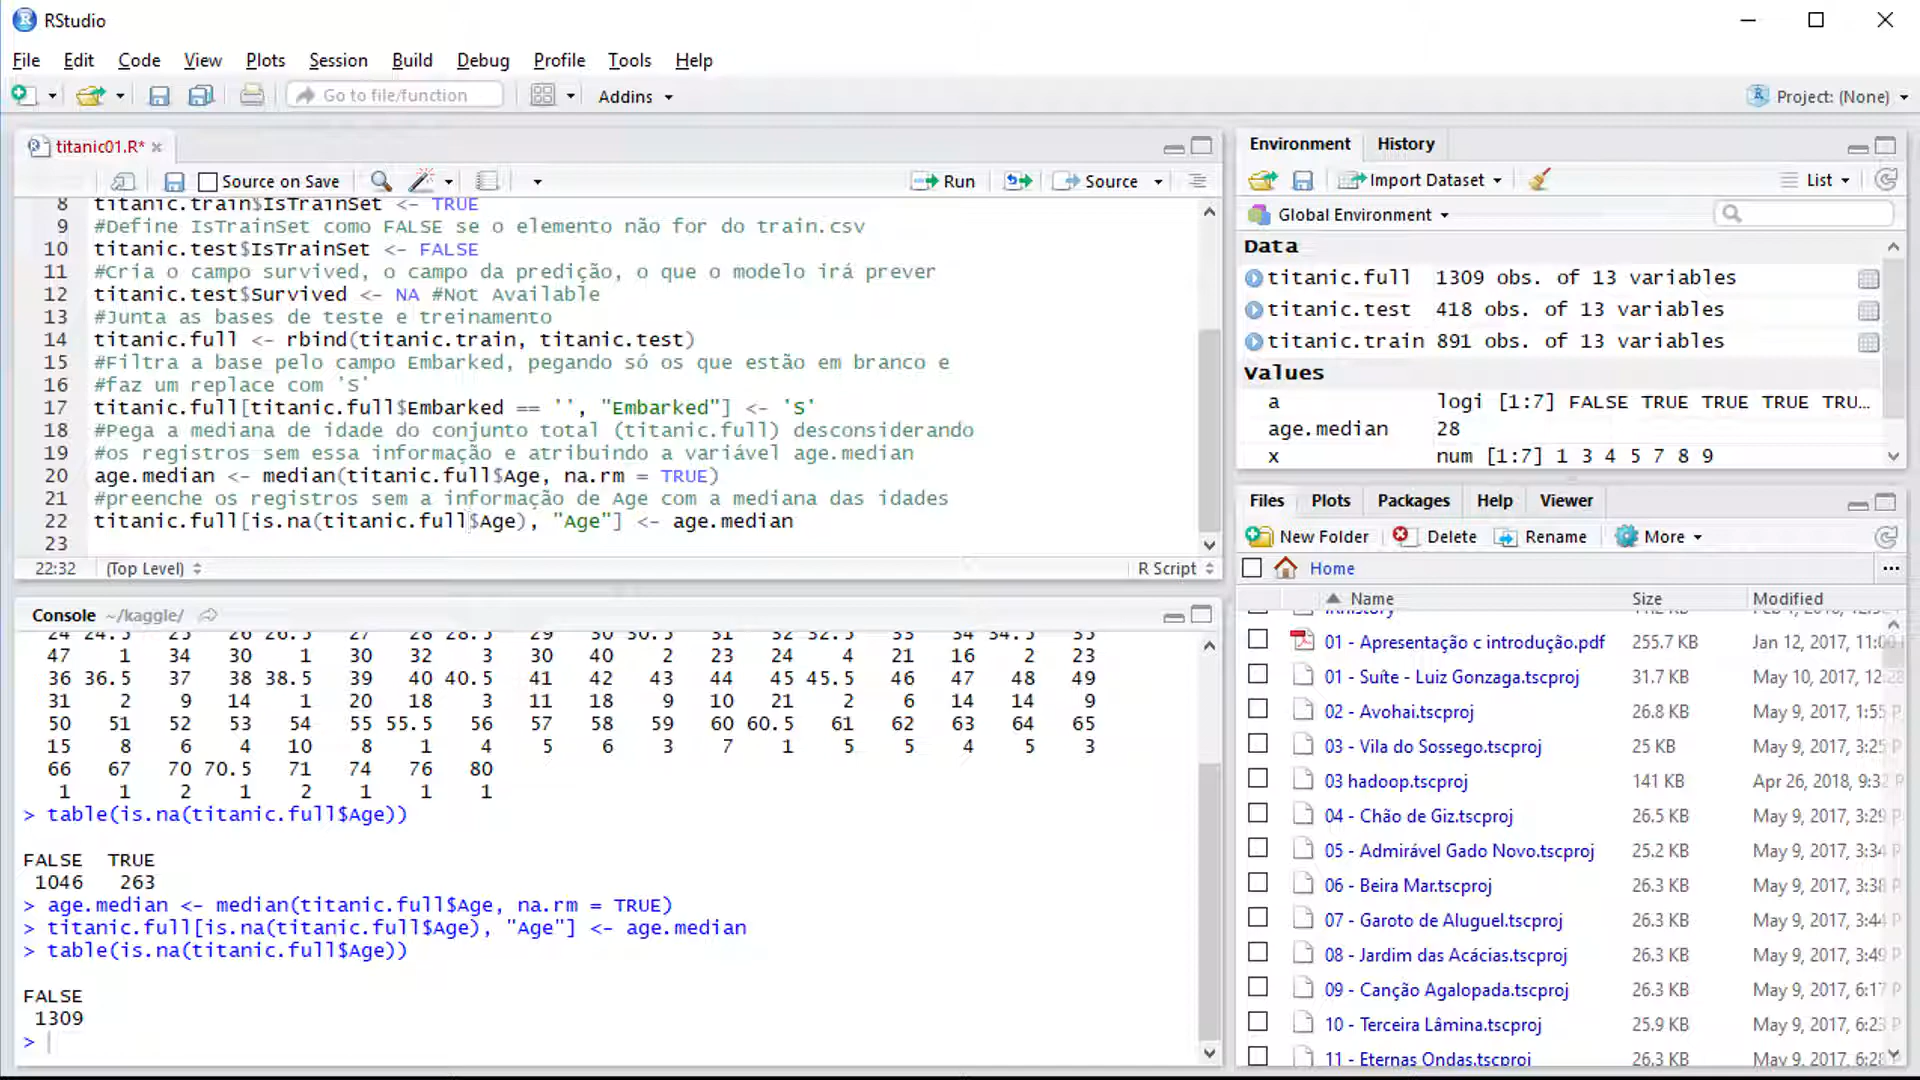 RStudio
File Edit Code View Plots Session Build Debug Profile Tools Help
Go to file/function Addins Project: (None)
titanic01.R*
Source on Save Run Source
8 titanic.train$IsTrainSet <- TRUE
9 #Define IsTrainSet como FALSE se o elemento não for do train.csv
10 titanic.test$IsTrainSet <- FALSE
11 #Cria o campo survived, o campo da predição, o que o modelo irá prever
12 titanic.test$Survived <- NA #Not Available
13 #Junta as bases de teste e treinamento
14 titanic.full <- rbind(titanic.train, titanic.test)
15 #Filtra a base pelo campo Embarked, pegando só os que estão em branco e
16 #faz um replace com 'S'
17 titanic.full[titanic.full$Embarked == '', "Embarked"] <- 'S'
18 #Pega a mediana de idade do conjunto total (titanic.full) desconsiderando
19 #os registros sem essa informação e atribuindo a variável age.median
20 age.median <- median(titanic.full$Age, na.rm = TRUE)
21 #preenche os registros sem a informação de Age com a mediana das idades
22 titanic.full[is.na(titanic.full$Age), "Age"] <- age.median
23
22:32 (Top Level) R Script
Console ~/kaggle/
24 24.5 25 26 26.5 27 28 28.5 29 30 30.5 31 32 32.5 33 34 34.5 35
47 1 34 30 1 30 32 3 30 40 2 23 24 4 21 16 2 23
36 36.5 37 38 38.5 39 40 40.5 41 42 43 44 45 45.5 46 47 48 49
31 2 9 14 1 20 18 3 11 18 9 10 21 2 6 14 14 9
50 51 52 53 54 55 55.5 56 57 58 59 60 60.5 61 62 63 64 65
15 8 6 4 10 8 1 4 5 6 3 7 1 5 5 4 5 3
66 67 70 70.5 71 74 76 80
1 1 2 1 2 1 1 1
> table(is.na(titanic.full$Age))
FALSE TRUE
1046 263
> age.median <- median(titanic.full$Age, na.rm = TRUE)
> titanic.full[is.na(titanic.full$Age), "Age"] <- age.median
> table(is.na(titanic.full$Age))
FALSE
1309
>
Environment History
Import Dataset List
Global Environment
Data
titanic.full 1309 obs. of 13 variables
titanic.test 418 obs. of 13 variables
titanic.train 891 obs. of 13 variables
Values
a logi [1:7] FALSE TRUE TRUE TRUE TRU...
age.median 28
x num [1:7] 1 3 4 5 7 8 9
Files Plots Packages Help Viewer
New Folder Delete Rename More
Home ...
Name Size Modified
01 - Apresentação c introdução.pdf 255.7 KB Jan 12, 2017, 11:0
01 - Suíte - Luiz Gonzaga.tscproj 31.7 KB May 10, 2017, 12:28
02 - Avohai.tscproj 26.8 KB May 9, 2017, 1:55 P
03 - Vila do Sossego.tscproj 25 KB May 9, 2017, 3:25 P
03 hadoop.tscproj 141 KB Apr 26, 2018, 9:32 P
04 - Chão de Giz.tscproj 26.5 KB May 9, 2017, 3:29 P
05 - Admirável Gado Novo.tscproj 25.2 KB May 9, 2017, 3:34 P
06 - Beira Mar.tscproj 26.3 KB May 9, 2017, 3:38 P
07 - Garoto de Aluguel.tscproj 26.3 KB May 9, 2017, 3:44 P
08 - Jardim das Acácias.tscproj 26.3 KB May 9, 2017, 3:49 P
09 - Canção Agalopada.tscproj 26.3 KB May 9, 2017, 6:17 P
10 - Terceira Lâmina.tscproj 25.9 KB May 9, 2017, 6:23 P
11 - Eternas Ondas.tscproj 26.3 KB May 9, 2017, 6:28